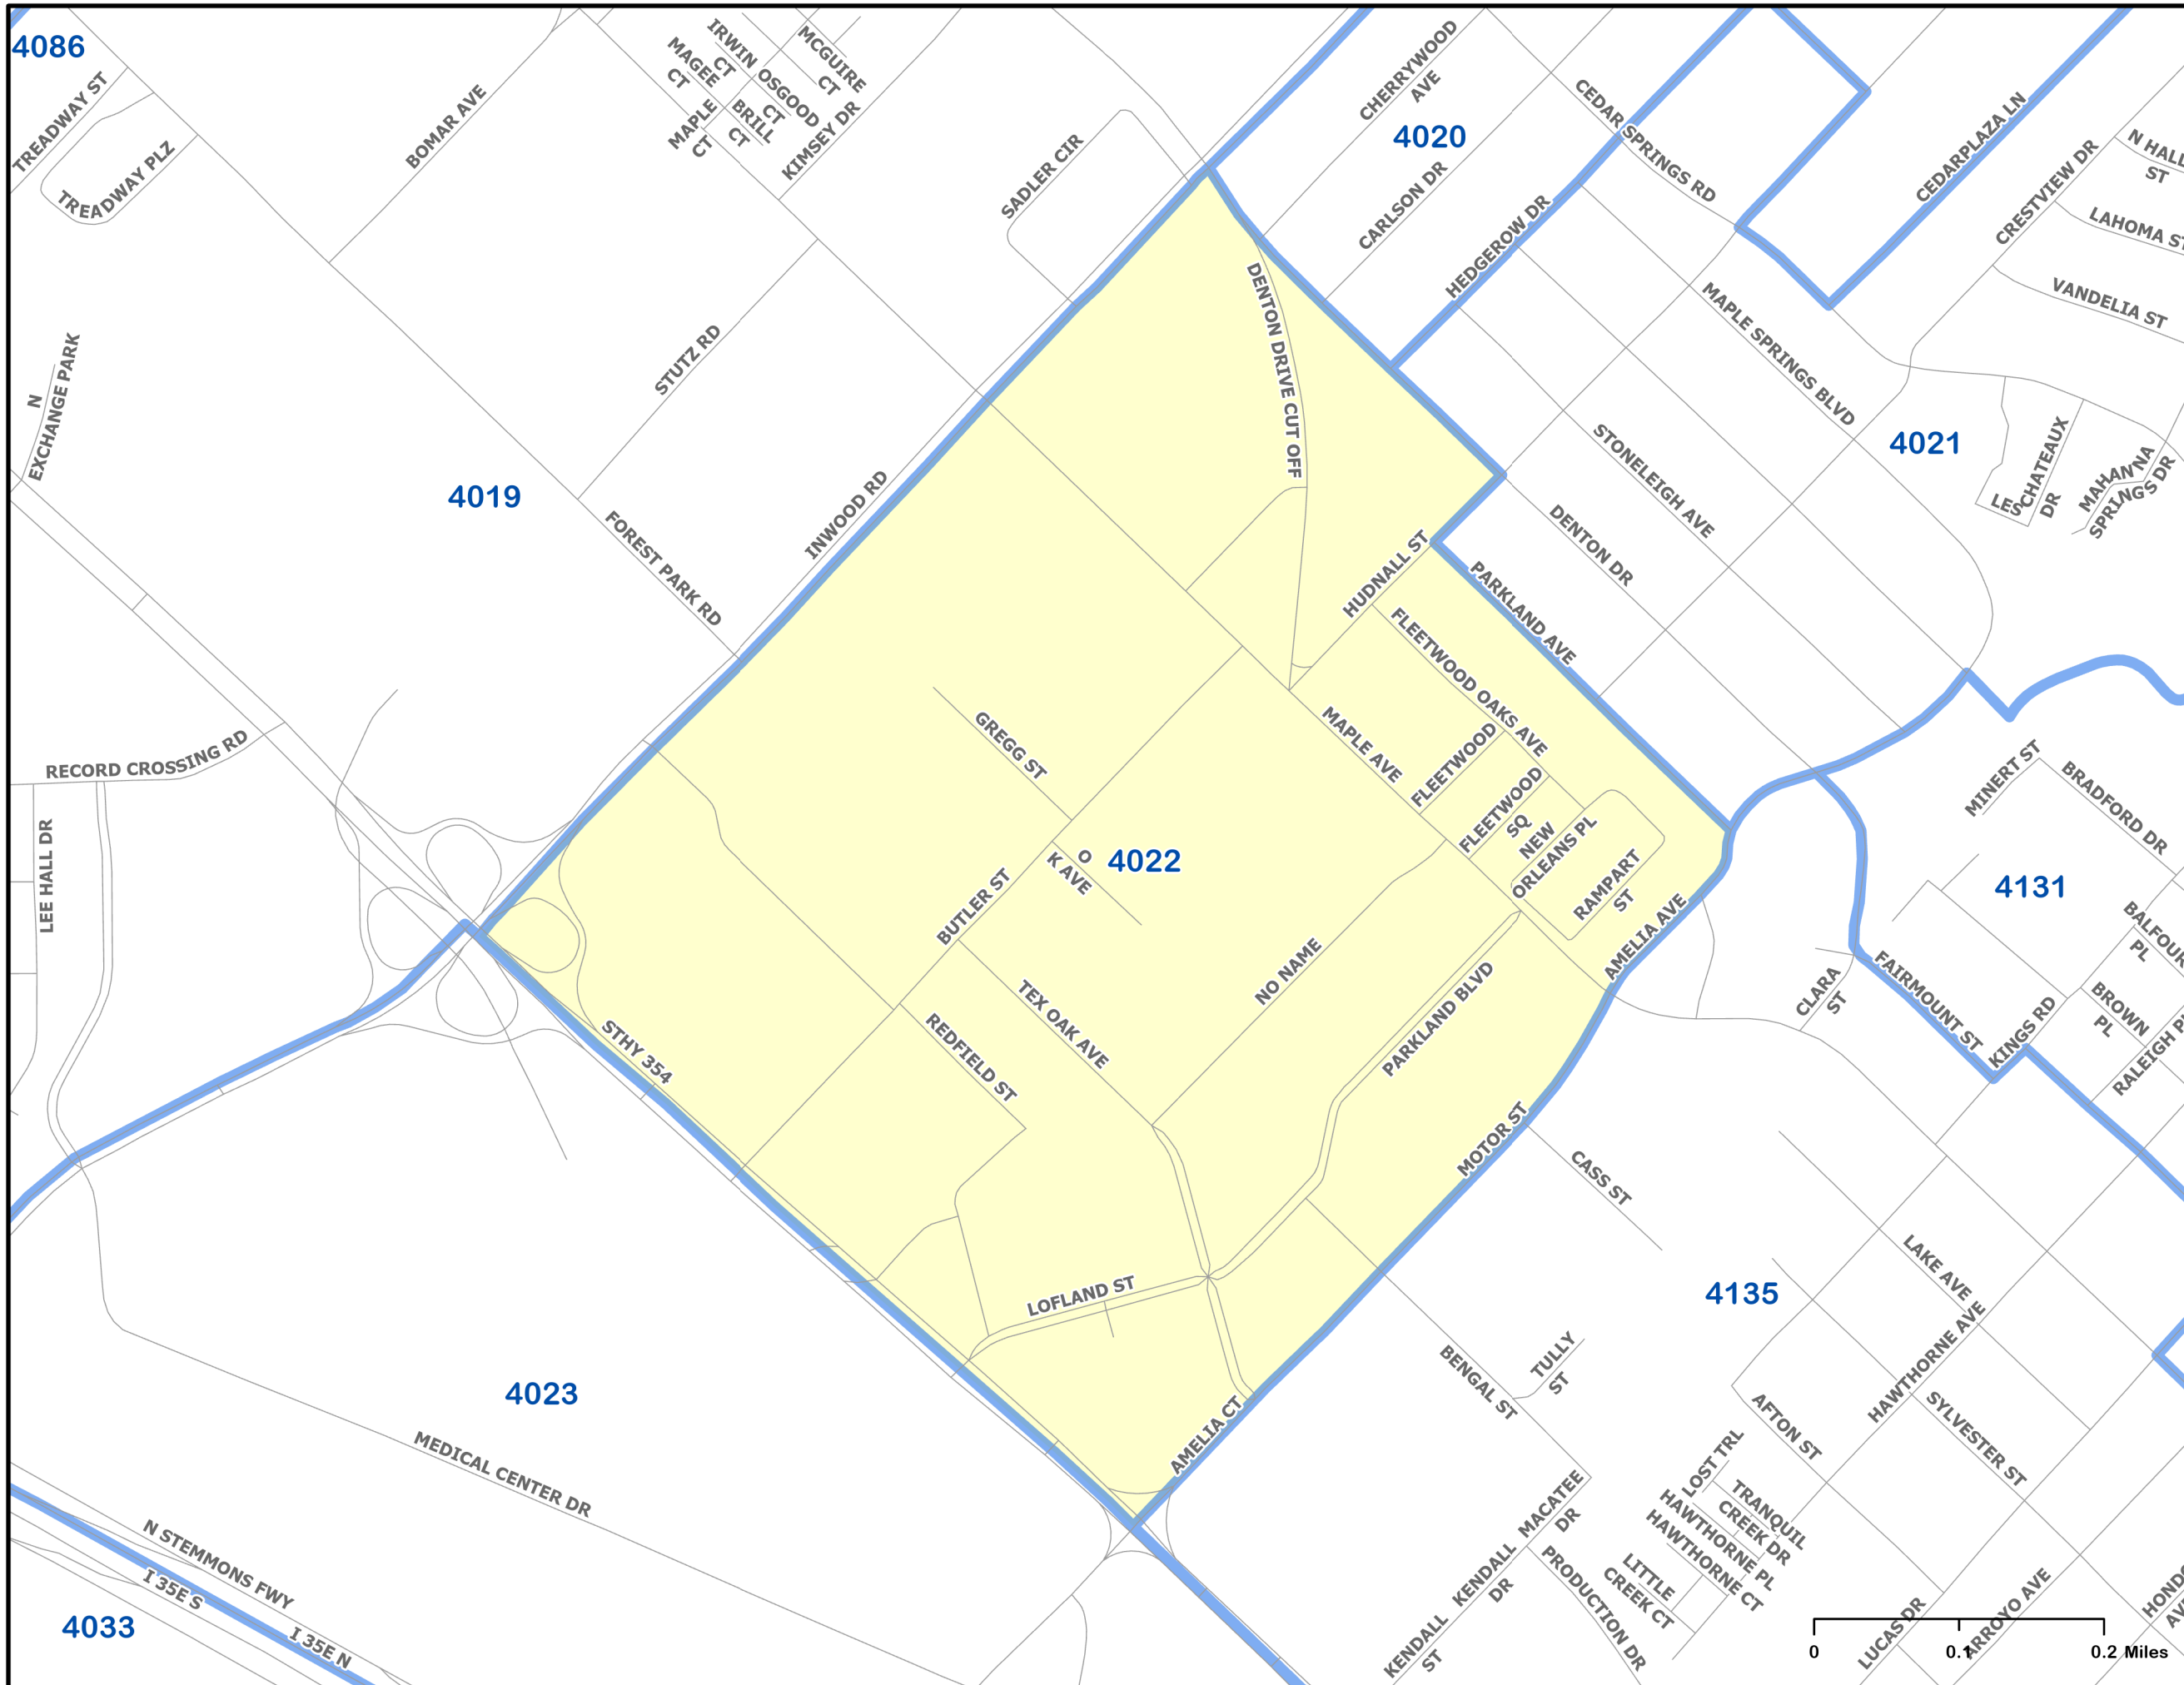 4086
TREADWAY ST
TREADWAY PLZ
BOMAR AVE
IRWIN OSGOOD
CT
CT
MAGEE
CT
BRILL
CT
MAPLE
CT
MCGUIRE
CT
KIMSEY DR
SADLER CIR
CHERRYWOOD
AVE
4020
CARLSON DR
HEDGEROW DR
CEDAR SPRINGS RD
CEDARPLAZA LN
CRESTVIEW DR
N HALL
ST
LAHOMA ST
VANDELIA ST
N
EXCHANGE PARK
STUTZ RD
4019
FOREST PARK RD
INWOOD RD
DENTON DRIVE CUT OFF
MAPLE SPRINGS BLVD
STONELEIGH AVE
DENTON DR
4021
LES CHATEAUX
DR
MAHANNA
SPRINGS DR
HUDNALL ST
PARKLAND AVE
FLEETWOOD OAKS AVE
FLEETWOOD
FLEETWOOD
SQ
NEW
ORLEANS PL
RAMPART
ST
MAPLE AVE
GREGG ST
O
K AVE
4022
BUTLER ST
RECORD CROSSING RD
LEE HALL DR
STHY 354
REDFIELD ST
TEX OAK AVE
NO NAME
PARKLAND BLVD
AMELIA AVE
MOTOR ST
MINERT ST
BRADFORD DR
4131
BALFOUR
PL
BROWN
PL
RALEIGH PL
CLARA
ST
FAIRMOUNT ST
KINGS RD
CASS ST
LOFLAND ST
AMELIA CT
4135
LAKE AVE
E
HAWTHORNE AVE
BENGAL ST
TULLY
ST
AFTON ST
SYLVESTER ST
4023
MEDICAL CENTER DR
N STEMMONS FWY
I 35E S
I 35E N
4033
MACATEE
DR
KENDALL
DR
KENDALL
ST
PRODUCTION DR
LOST TRL
TRANQUIL
CREEK DR
HAWTHORNE PL
HAWTHORNE CT
LITTLE
CREEK CT
LUCAS DR
ARROYO AVE
0
0.1
0.2 Miles